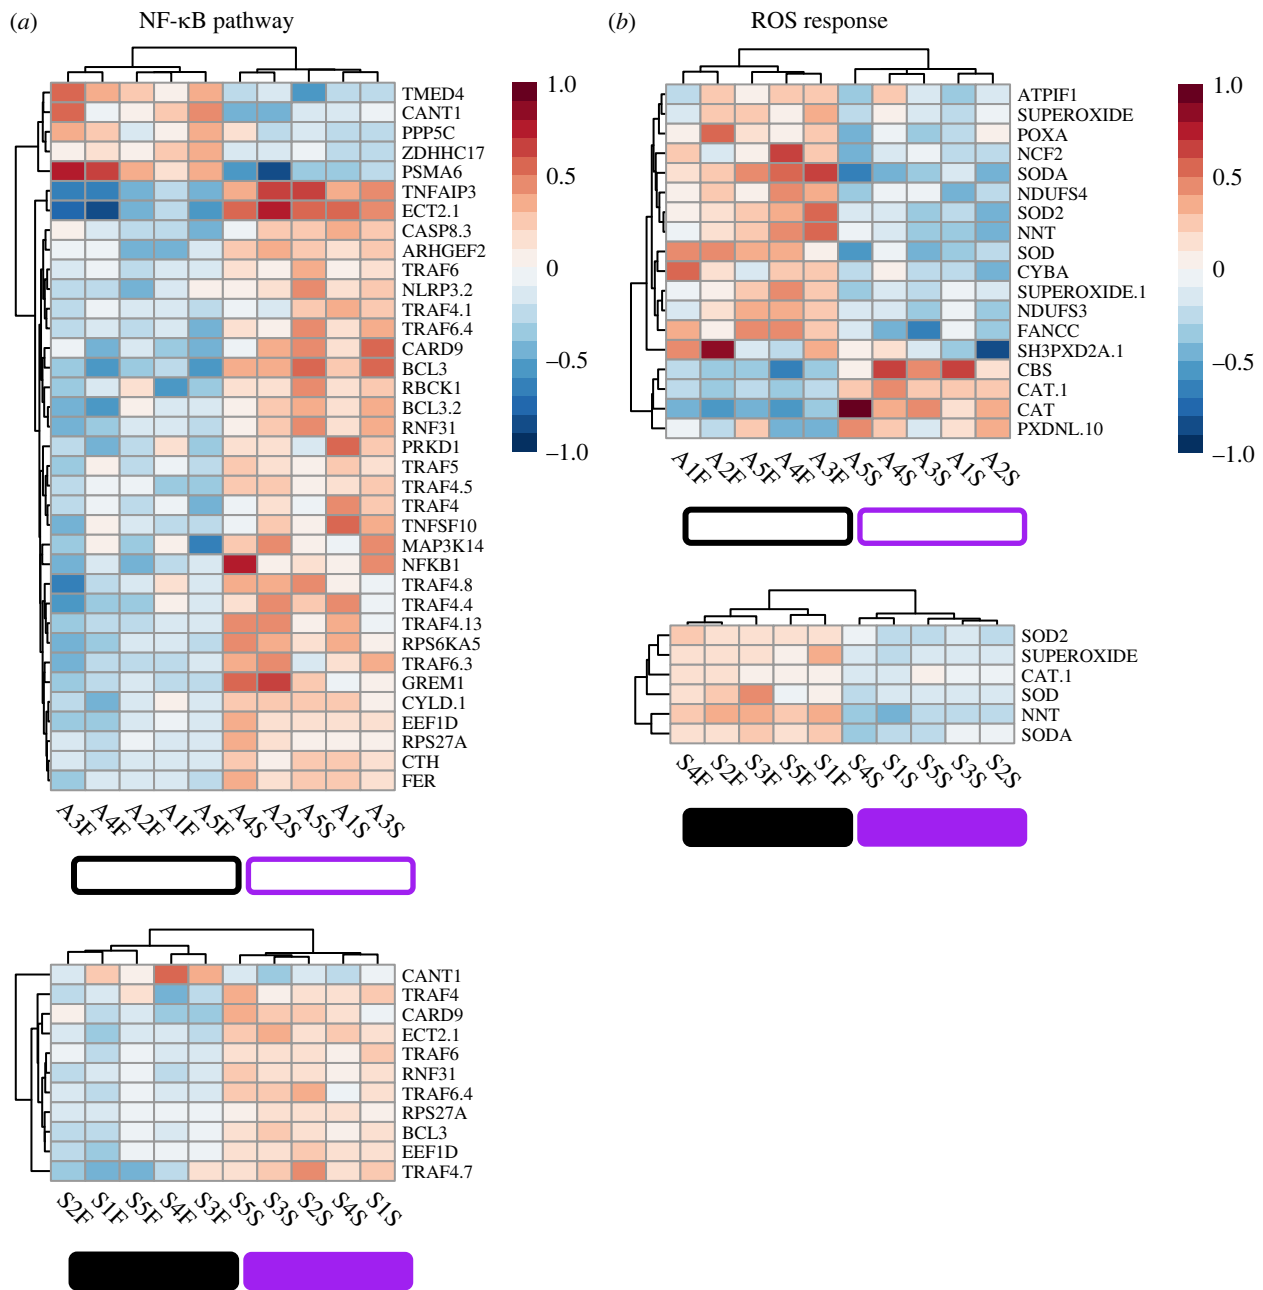 (a)
NF-κB pathway
TMED4
CANT1
PPP5C
ZDHHC17
PSMA6
TNFAIP3
ECT2.1
CASP8.3
ARHGEF2
TRAF6
NLRP3.2
TRAF4.1
TRAF6.4
CARD9
BCL3
RBCK1
BCL3.2
RNF31
PRKD1
TRAF5
TRAF4.5
TRAF4
TNFSF10
MAP3K14
NFKB1
TRAF4.8
TRAF4.4
TRAF4.13
RPS6KA5
TRAF6.3
GREM1
CYLD.1
EEF1D
RPS27A
CTH
FER
A3F A4F A2F A1F A5F A4S A2S A5S A1S A3S
1.0
0.5
0
−0.5
−1.0
CANT1
TRAF4
CARD9
ECT2.1
TRAF6
RNF31
TRAF6.4
RPS27A
BCL3
EEF1D
TRAF4.7
S2F S1F S5F S4F S3F S5S S3S S2S S4S S1S
(b)
ROS response
ATPIF1
SUPEROXIDE
POXA
NCF2
SODA
NDUFS4
SOD2
NNT
SOD
CYBA
SUPEROXIDE.1
NDUFS3
FANCC
SH3PXD2A.1
CBS
CAT.1
CAT
PXDNL.10
A1F A2F A5F A4F A3F A5S A4S A3S A1S A2S
1.0
0.5
0
−0.5
−1.0
SOD2
SUPEROXIDE
CAT.1
SOD
NNT
SODA
S4F S2F S3F S5F S1F S4S S1S S5S S3S S2S